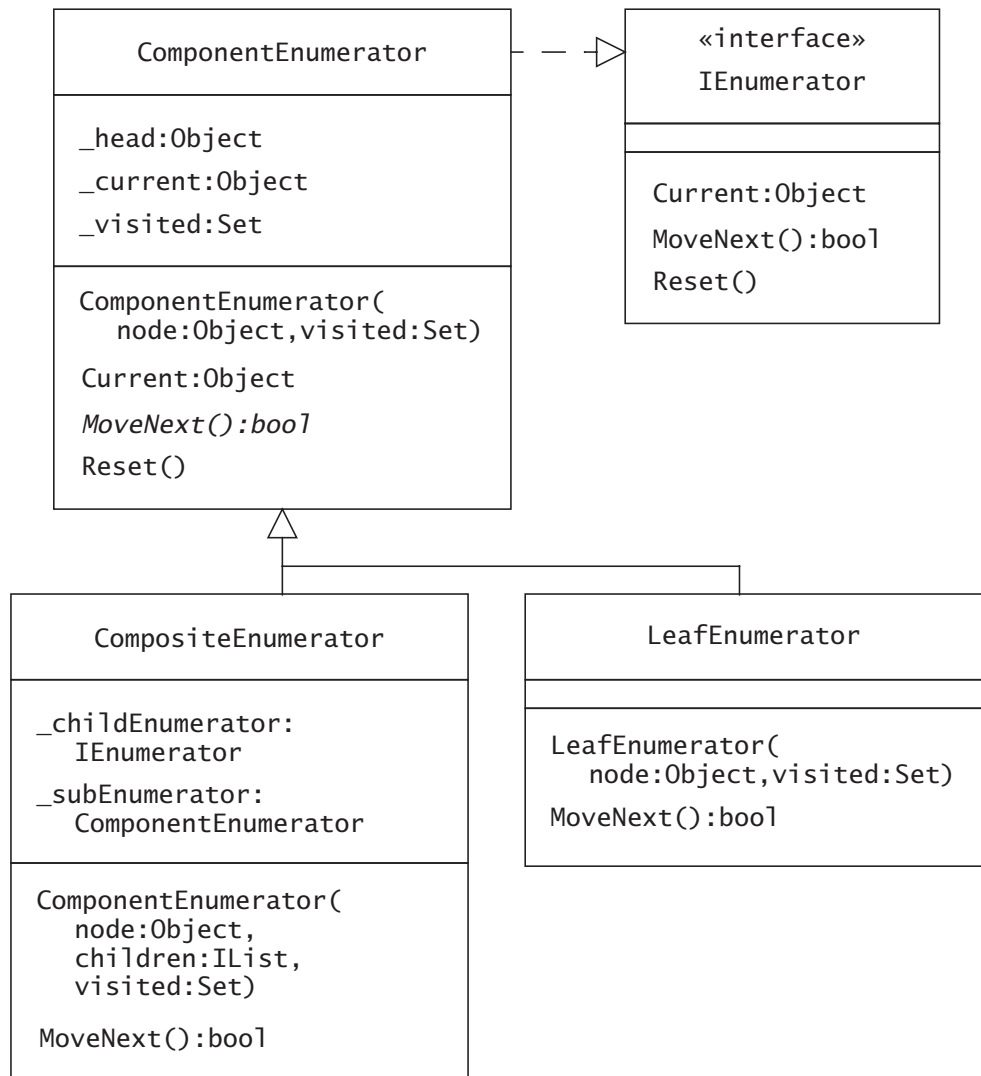 ComponentEnumerator
_head:Object
_current:Object
_visited:Set
ComponentEnumerator(
node:Object,visited:Set)
Current:Object
MoveNext():bool
Reset()
«interface»
IEnumerator
Current:Object
MoveNext():bool
Reset()
CompositeEnumerator
_childEnumerator:
IEnumerator
_subEnumerator:
ComponentEnumerator
ComponentEnumerator(
node:Object,
children:IList,
visited:Set)
MoveNext():bool
LeafEnumerator
LeafEnumerator(
node:Object,visited:Set)
MoveNext():bool